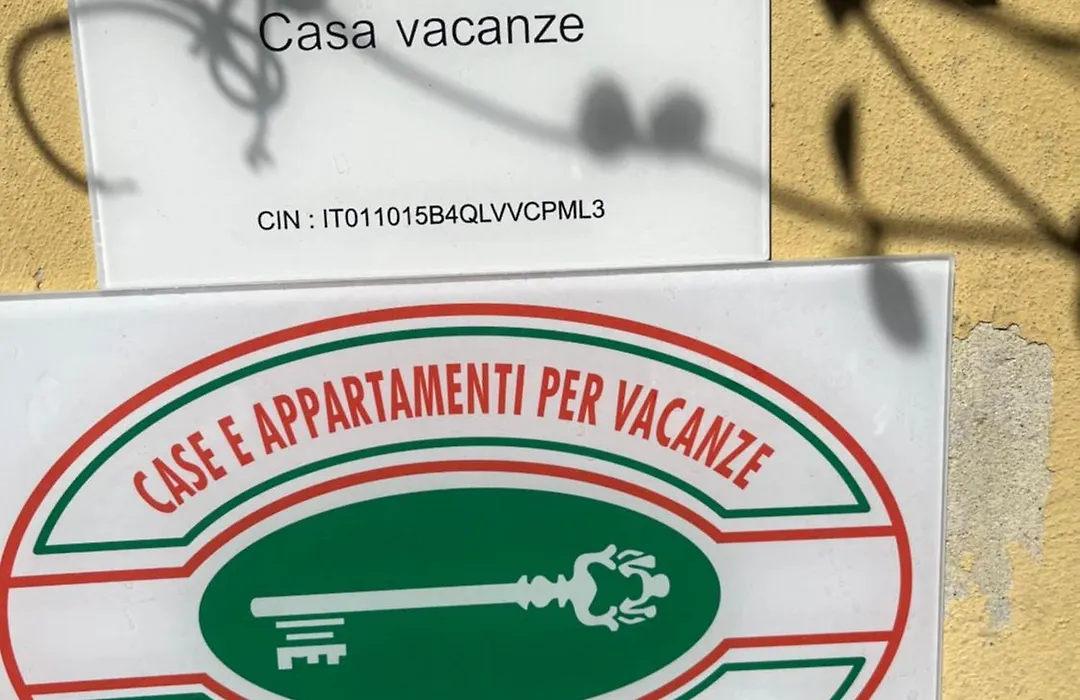 Casa vacanze
CIN : IT011015B4QLVVCPML3
CASE E APPARTAMENTI PER VACANZE